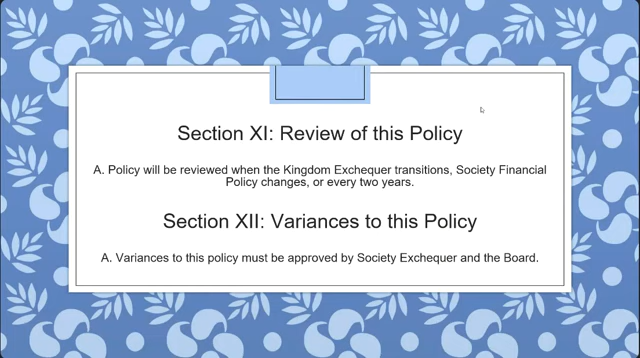 Section XI: Review of this Policy
A. Policy will be reviewed when the Kingdom Exchequer transitions, Society Financial
Policy changes, or every two years.
Section XII: Variances to this Policy
A. Variances to this policy must be approved by Society Exchequer and the Board.